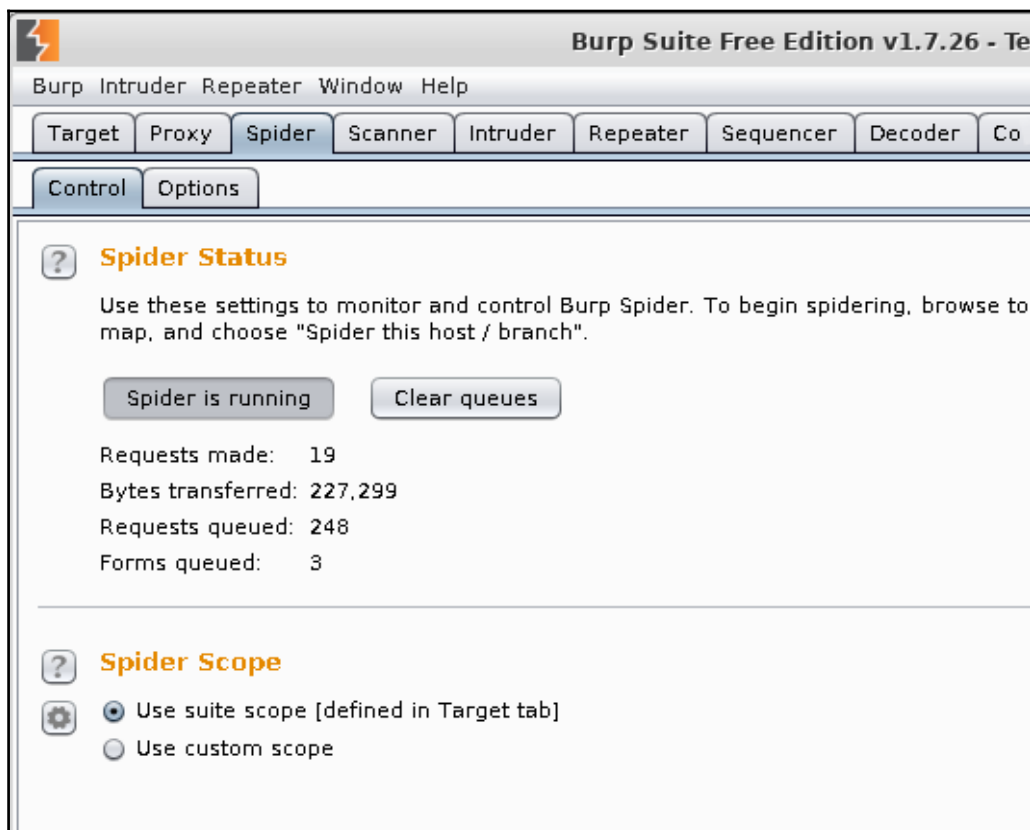 Burp Suite Free Edition v1.7.26 - Te
Burp Intruder Repeater Window Help
Target Proxy Spider Scanner Intruder Repeater Sequencer Decoder Co
Control Options
? Spider Status
Use these settings to monitor and control Burp Spider. To begin spidering, browse to
map, and choose "Spider this host / branch".
Spider is running Clear queues
Requests made: 19
Bytes transferred: 227,299
Requests queued: 248
Forms queued: 3
? Spider Scope
Use suite scope [defined in Target tab]
Use custom scope